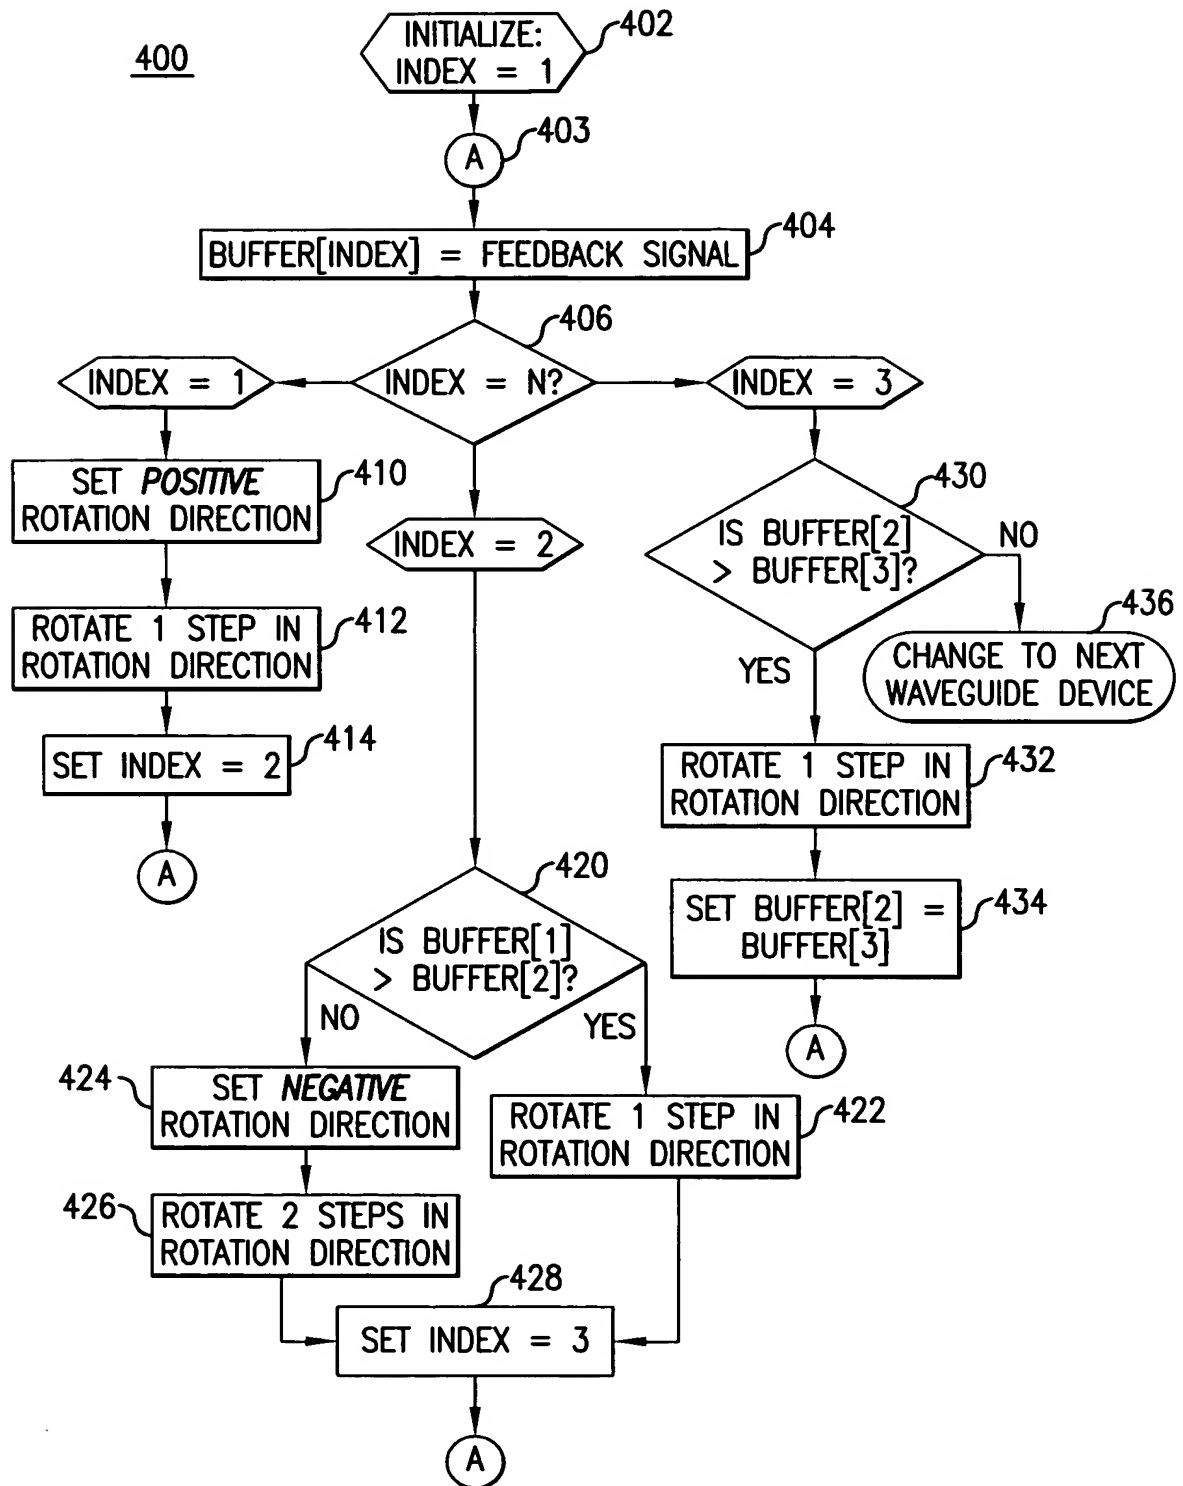 400
INITIALIZE:
INDEX = 1
402
A
403
BUFFER[INDEX] = FEEDBACK SIGNAL
404
406
INDEX = N?
INDEX = 1
SET POSITIVE
ROTATION DIRECTION
410
ROTATE 1 STEP IN
ROTATION DIRECTION
412
SET INDEX = 2
414
A
INDEX = 2
420
IS BUFFER[1]
> BUFFER[2]?
NO
YES
424
SET NEGATIVE
ROTATION DIRECTION
426
ROTATE 2 STEPS IN
ROTATION DIRECTION
ROTATE 1 STEP IN
ROTATION DIRECTION
422
428
SET INDEX = 3
A
INDEX = 3
430
IS BUFFER[2]
> BUFFER[3]?
NO
436
CHANGE TO NEXT
WAVEGUIDE DEVICE
YES
ROTATE 1 STEP IN
ROTATION DIRECTION
432
SET BUFFER[2] =
BUFFER[3]
434
A